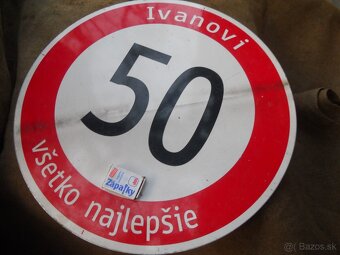 Ivanovi
50
Zápalky
všetko najlepšie
Bazos.sk